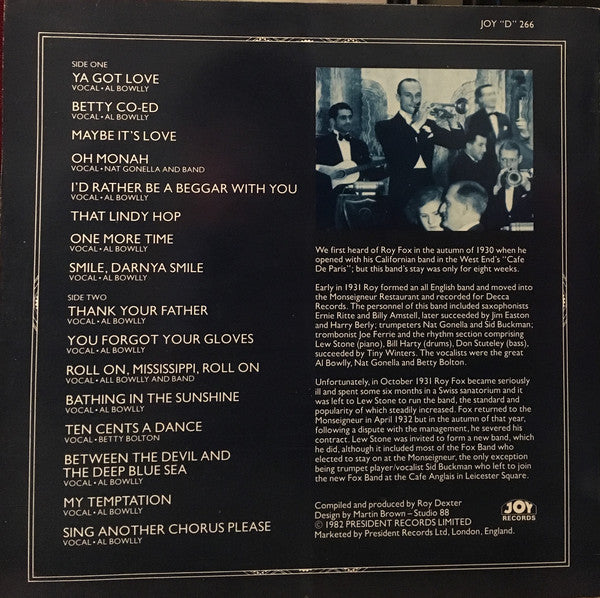 JOY "D" 266
SIDE ONE
YA GOT LOVE
VOCAL • AL BOWLLY
BETTY CO-ED
VOCAL • AL BOWLLY
MAYBE IT'S LOVE
OH MONAH
VOCAL • NAT GONELLA AND BAND
I'D RATHER BE A BEGGAR WITH YOU
VOCAL • AL BOWLLY
THAT LINDY HOP
ONE MORE TIME
VOCAL • AL BOWLLY
SMILE, DARNYA SMILE
VOCAL • AL BOWLLY
SIDE TWO
THANK YOUR FATHER
VOCAL • AL BOWLLY
YOU FORGOT YOUR GLOVES
VOCAL • AL BOWLLY
ROLL ON, MISSISSIPPI, ROLL ON
VOCAL • ALL BOWLLY AND BAND
BATHING IN THE SUNSHINE
VOCAL • AL BOWLLY
TEN CENTS A DANCE
VOCAL • BETTY BOLTON
BETWEEN THE DEVIL AND
THE DEEP BLUE SEA
VOCAL • AL BOWLLY
MY TEMPTATION
VOCAL • AL BOWLLY
SING ANOTHER CHORUS PLEASE
VOCAL • AL BOWLLY
We first heard of Roy Fox in the autumn of 1930 when he
opened with his Californian band in the West End's "Cafe
De Paris"; but this band's stay was only for eight weeks.
Early in 1931 Roy formed an all English band and moved into
the Monseigneur Restaurant and recorded for Decca
Records. The personnel of this band included saxophonists
Ernie Ritte and Billy Amstell, later succeeded by Jim Easton
and Harry Berly; trumpeters Nat Gonella and Sid Buckman;
trombonist Joe Ferrie and the rhythm section comprising
Lew Stone (piano), Bill Harty (drums), Don Stuteley (bass),
succeeded by Tiny Winters. The vocalists were the great
Al Bowlly, Nat Gonella and Betty Bolton.
Unfortunately, in October 1931 Roy Fox became seriously
ill and spent some six months in a Swiss sanatorium and it
was left to Lew Stone to run the band, the standard and
popularity of which steadily increased. Fox returned to the
Monseigneur in April 1932 but in the autumn of that year,
following a dispute with the management, he severed his
contract. Lew Stone was invited to form a new band, which
he did, although it included most of the Fox Band who
elected to stay on at the Monseigneur, the only exception
being trumpet player/vocalist Sid Buckman who left to join
the new Fox Band at the Cafe Anglais in Leicester Square.
Compiled and produced by Roy Dexter
Design by Martin Brown – Studio 88
© 1982 PRESIDENT RECORDS LIMITED
Marketed by President Records Ltd, London, England.
JOY
RECORDS